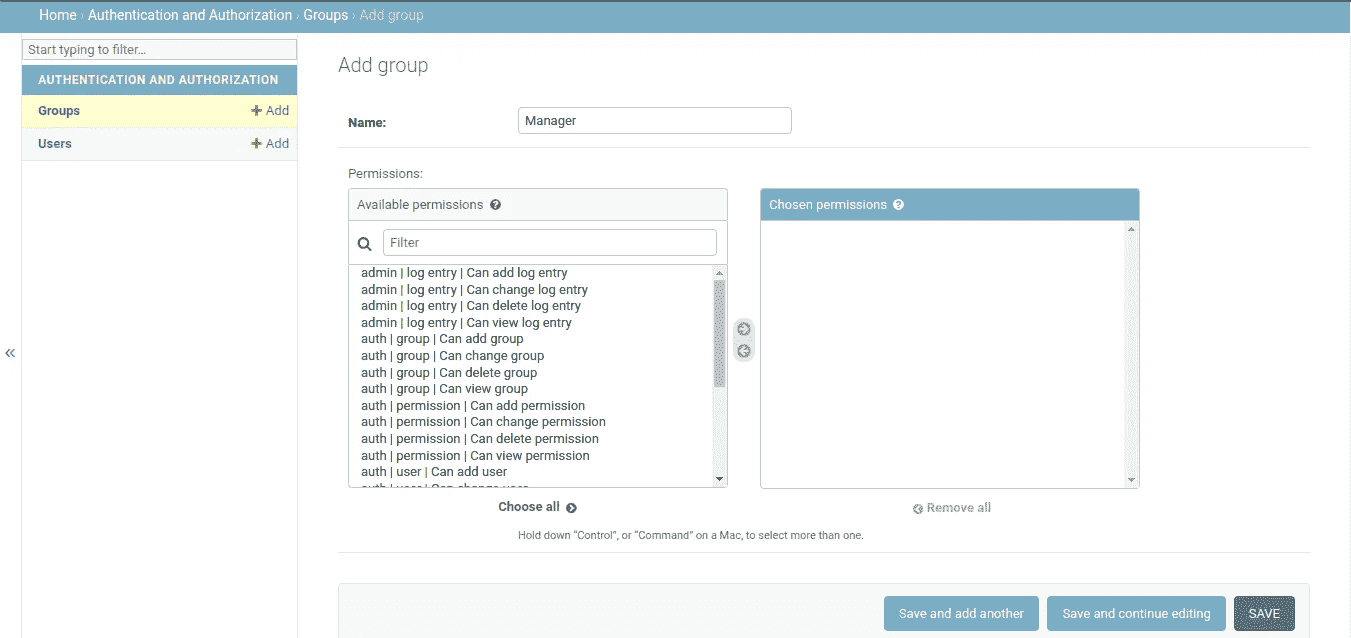 Home › Authentication and Authorization › Groups › Add group
Start typing to filter...
AUTHENTICATION AND AUTHORIZATION
Groups + Add
Users + Add
«
Add group
Name: Manager
Permissions:
Available permissions ?
Filter
admin | log entry | Can add log entry
admin | log entry | Can change log entry
admin | log entry | Can delete log entry
admin | log entry | Can view log entry
auth | group | Can add group
auth | group | Can change group
auth | group | Can delete group
auth | group | Can view group
auth | permission | Can add permission
auth | permission | Can change permission
auth | permission | Can delete permission
auth | permission | Can view permission
auth | user | Can add user
auth | user | Can change user
Choose all
Chosen permissions ?
Remove all
Hold down “Control”, or “Command” on a Mac, to select more than one.
Save and add another
Save and continue editing
SAVE